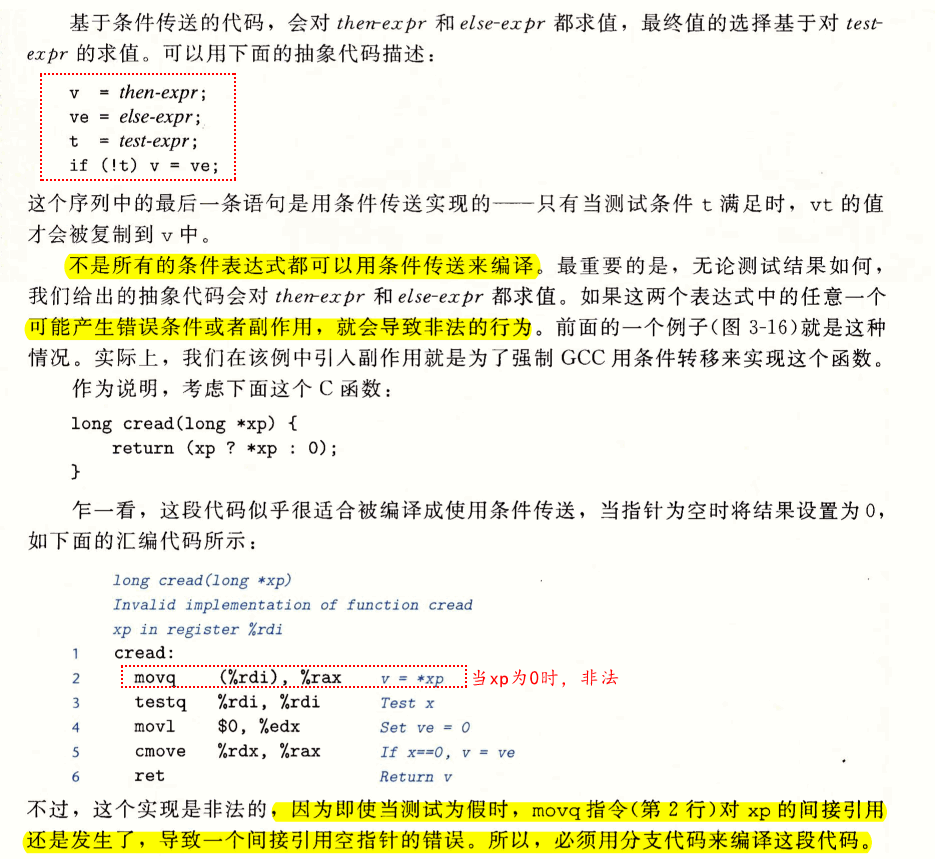 基于条件传送的代码，会对 then-expr 和 else-expr 都求值，最终值的选择基于对 test-
expr 的求值。可以用下面的抽象代码描述：
v = then-expr;
ve = else-expr;
t = test-expr;
if (!t) v = ve;
这个序列中的最后一条语句是用条件传送实现的——只有当测试条件 t 满足时，vt 的值
才会被复制到 v 中。
不是所有的条件表达式都可以用条件传送来编译。最重要的是，无论测试结果如何，
我们给出的抽象代码会对 then-expr 和 else-expr 都求值。如果这两个表达式中的任意一个
可能产生错误条件或者副作用，就会导致非法的行为。前面的一个例子(图 3-16)就是这种
情况。实际上，我们在该例中引入副作用就是为了强制 GCC 用条件转移来实现这个函数。
作为说明，考虑下面这个 C 函数：
long cread(long *xp) {
return (xp ? *xp : 0);
}
乍一看，这段代码似乎很适合被编译成使用条件传送，当指针为空时将结果设置为 0，
如下面的汇编代码所示：
long cread(long *xp)
Invalid implementation of function cread
xp in register %rdi
1 cread:
2 movq (%rdi), %rax v = *xp 当xp为0时，非法
3 testq %rdi, %rdi Test x
4 movl $0, %edx Set ve = 0
5 cmove %rdx, %rax If x==0, v = ve
6 ret Return v
不过，这个实现是非法的，因为即使当测试为假时，movq 指令(第 2 行)对 xp 的间接引用
还是发生了，导致一个间接引用空指针的错误。所以，必须用分支代码来编译这段代码。